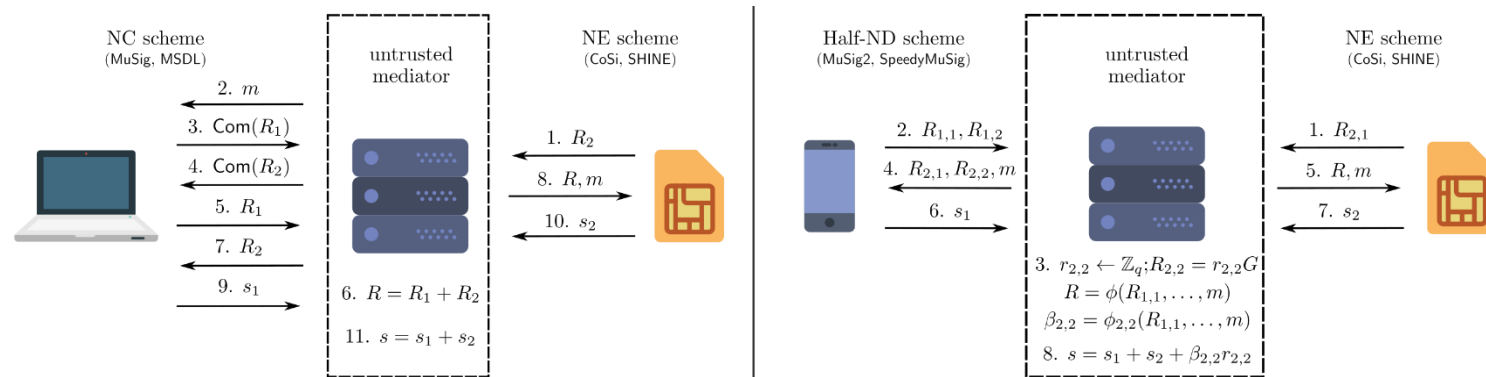 NC scheme
(MuSig, MSDL)
2. m
3. Com(R₁)
4. Com(R₂)
5. R₁
7. R₂
9. s₁
untrusted
mediator
6. R = R₁ + R₂
11. s = s₁ + s₂
NE scheme
(CoSi, SHINE)
1. R₂
8. R, m
10. s₂
Half-ND scheme
(MuSig2, SpeedyMuSig)
2. R₁,₁, R₁,₂
4. R₂,₁, R₂,₂, m
6. s₁
untrusted
mediator
3. r₂,₂ ← ℤ_q; R₂,₂ = r₂,₂G
R = ϕ(R₁,₁, . . . , m)
β₂,₂ = ϕ₂,₂(R₁,₁, . . . , m)
8. s = s₁ + s₂ + β₂,₂r₂,₂
NE scheme
(CoSi, SHINE)
1. R₂,₁
5. R, m
7. s₂